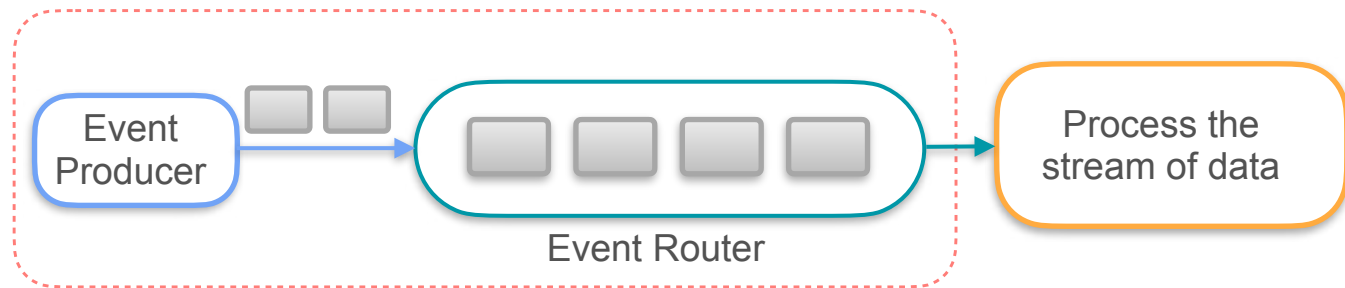 Event
Producer
Event Router
Process the
stream of data